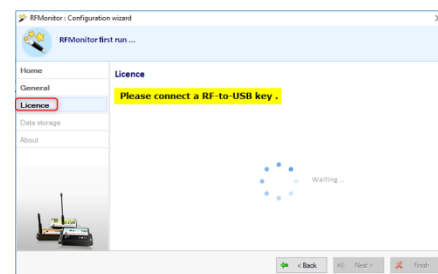 RFMonitor : Configuration wizard
RFMonitor first run ...
Home
General
Licence
Data storage
About
Licence
Please connect a RF-to-USB key .
Waiting ...
< Back
Next >
Finish